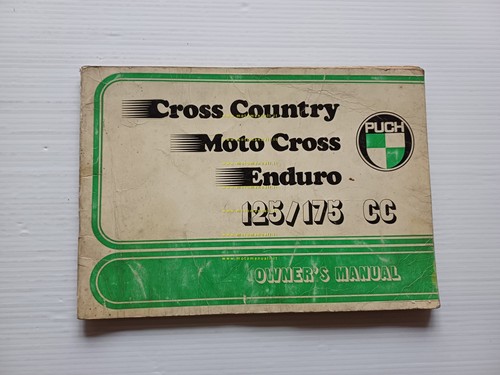 Cross Country
Moto Cross
Enduro
125/175 CC
PUCH
OWNER'S MANUAL